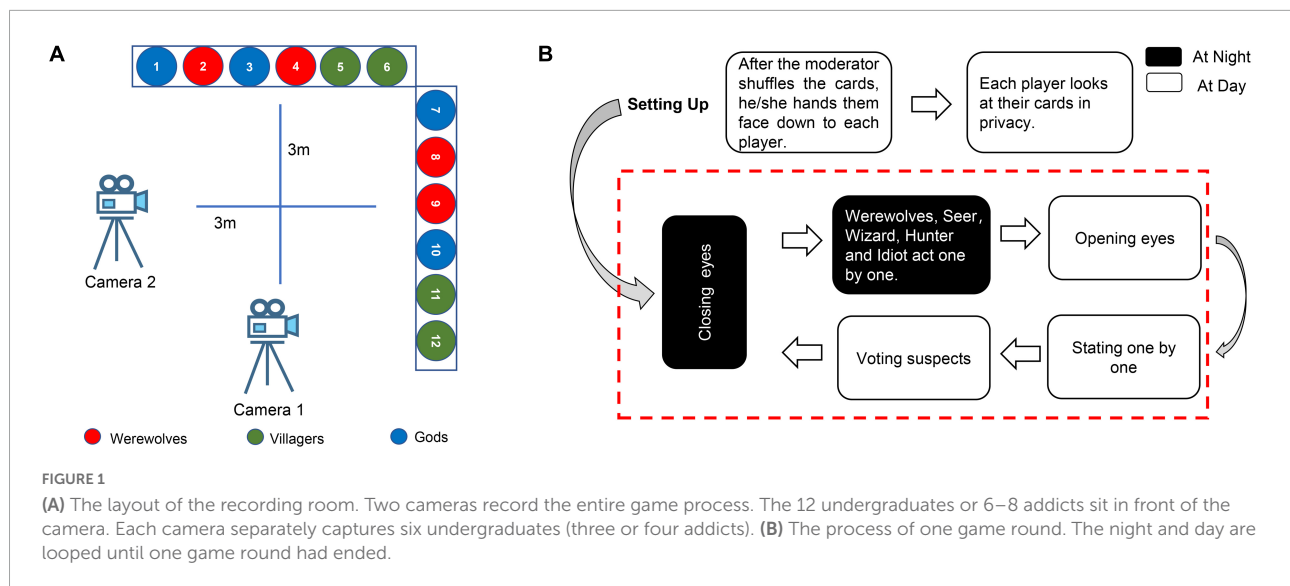 A
1 2 3 4 5 6
7
8
9
10
11
12
3m
3m
Camera 2
Camera 1
Werewolves Villagers Gods
B
At Night
At Day
Setting Up
After the moderator
shuffles the cards,
he/she hands them
face down to each
player.
Each player looks
at their cards in
privacy.
Closing eyes
Werewolves, Seer,
Wizard, Hunter
and Idiot act one
by one.
Opening eyes
Voting suspects
Stating one by
one
FIGURE 1
(A) The layout of the recording room. Two cameras record the entire game process. The 12 undergraduates or 6–8 addicts sit in front of the
camera. Each camera separately captures six undergraduates (three or four addicts). (B) The process of one game round. The night and day are
looped until one game round had ended.